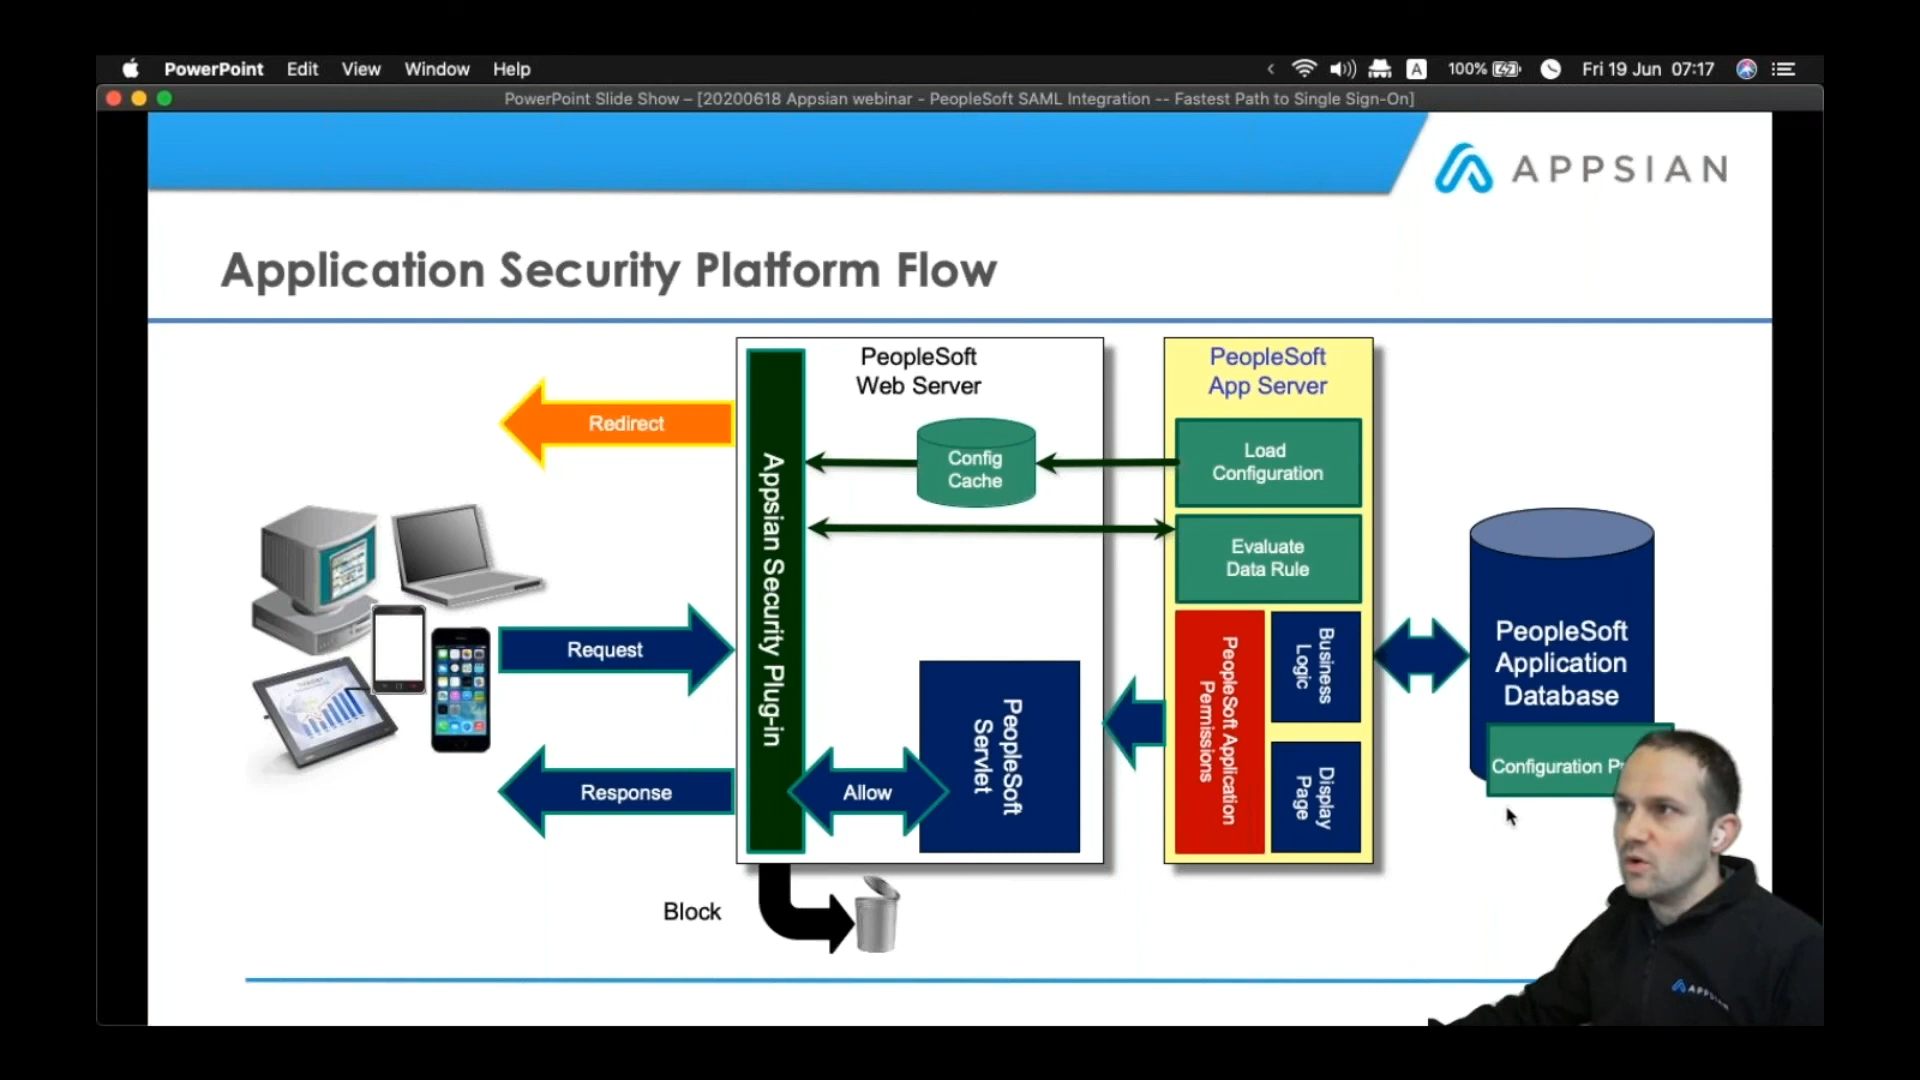 PowerPoint Edit View Window Help
A 100% Fri 19 Jun 07:17
PowerPoint Slide Show – [20200618 Appsian webinar - PeopleSoft SAML Integration -- Fastest Path to Single Sign-On]
APPSIAN
Application Security Platform Flow
PeopleSoft
Web Server
PeopleSoft
App Server
Redirect
Config
Cache
Load
Configuration
Evaluate
Data Rule
Appsian Security Plug-in
Request
Response
Allow
PeopleSoft
Servlet
PeopleSoft Application
Permissions
Business
Logic
Display
Page
PeopleSoft
Application
Database
Configuration
Block